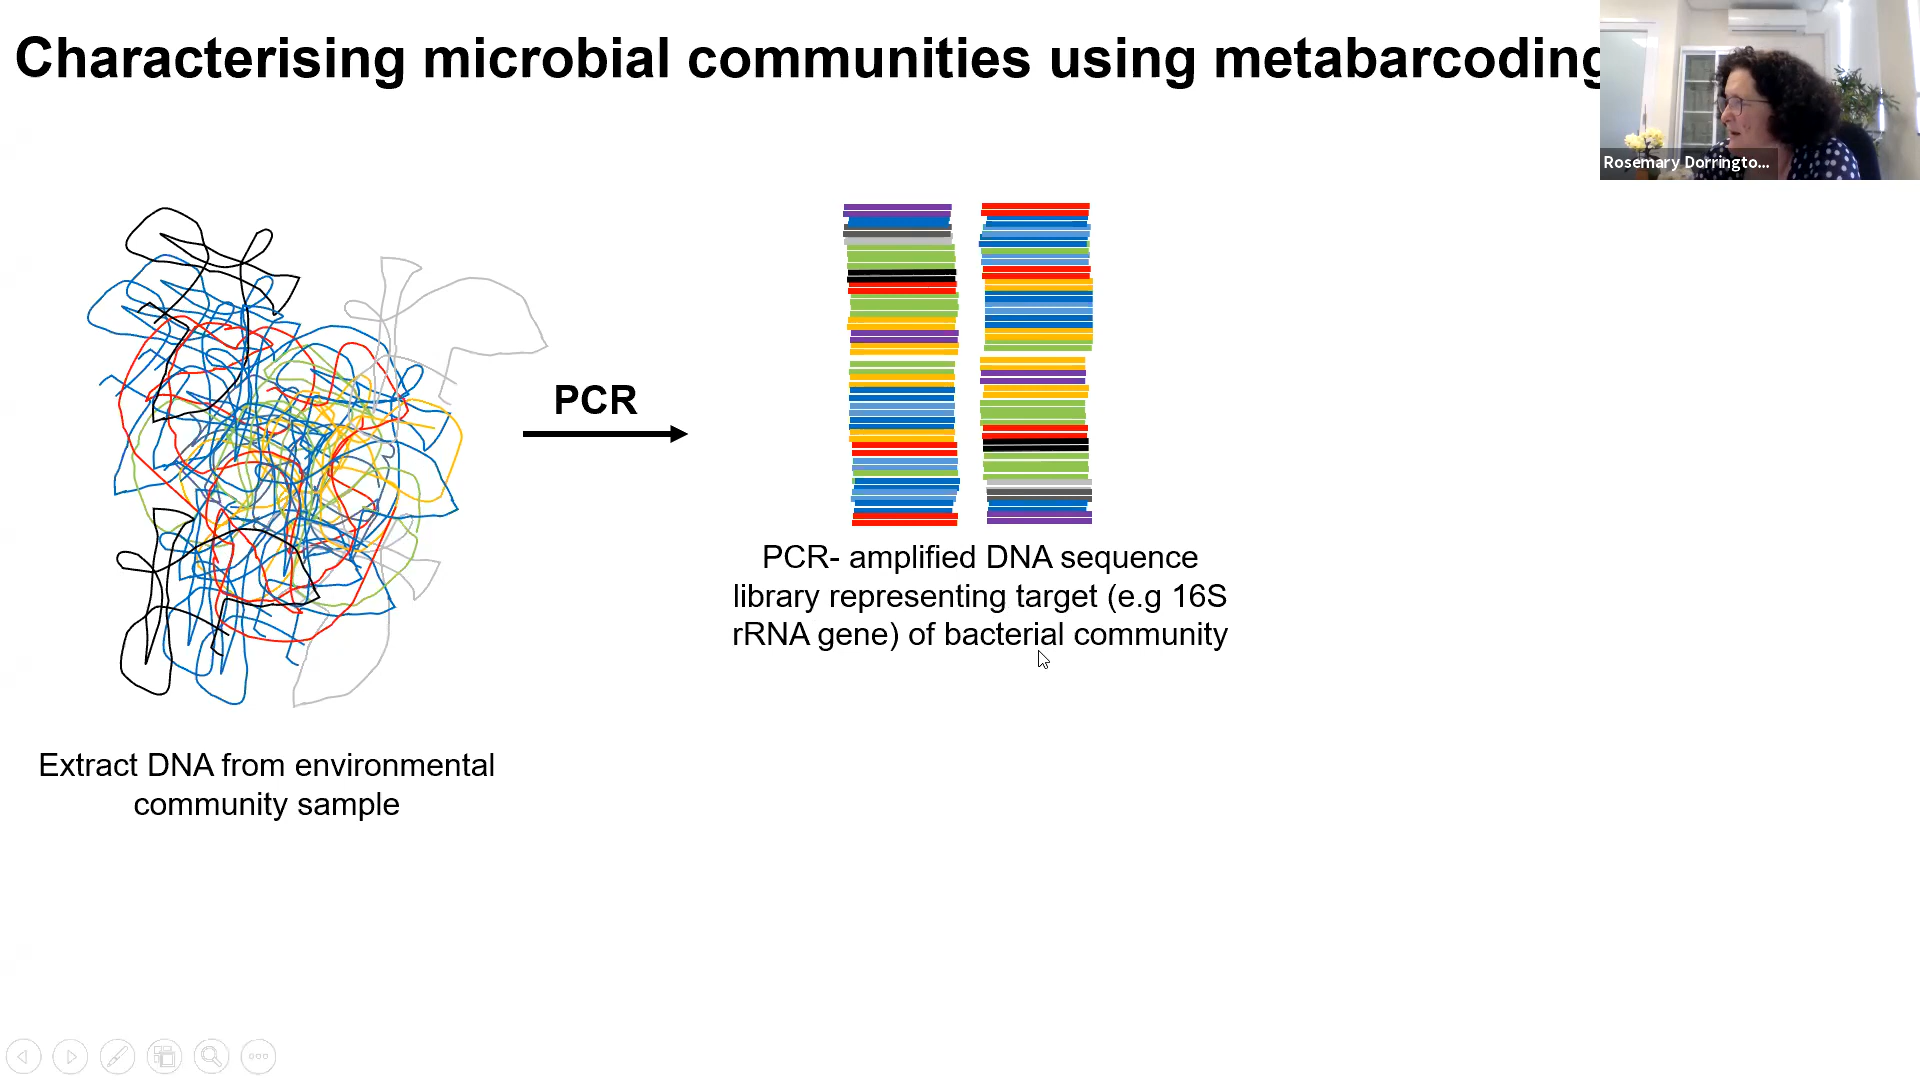 Characterising microbial communities using metabarcoding
Rosemary Dorringto...
PCR
PCR- amplified DNA sequence
library representing target (e.g 16S
rRNA gene) of bacterial community
Extract DNA from environmental
community sample